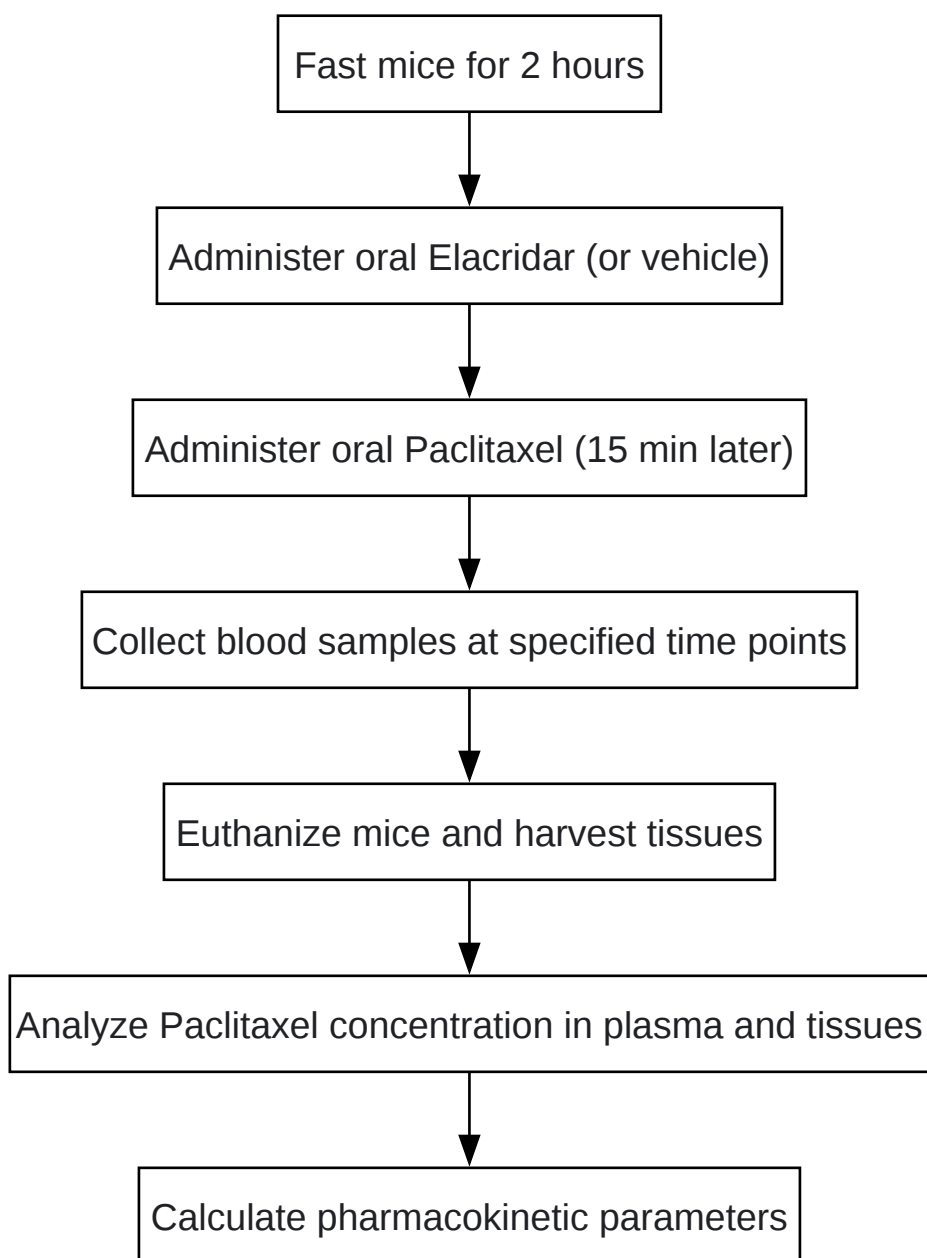 Fast mice for 2 hours
Administer oral Elacridar (or vehicle)
Administer oral Paclitaxel (15 min later)
Collect blood samples at specified time points
Euthanize mice and harvest tissues
Analyze Paclitaxel concentration in plasma and tissues
Calculate pharmacokinetic parameters